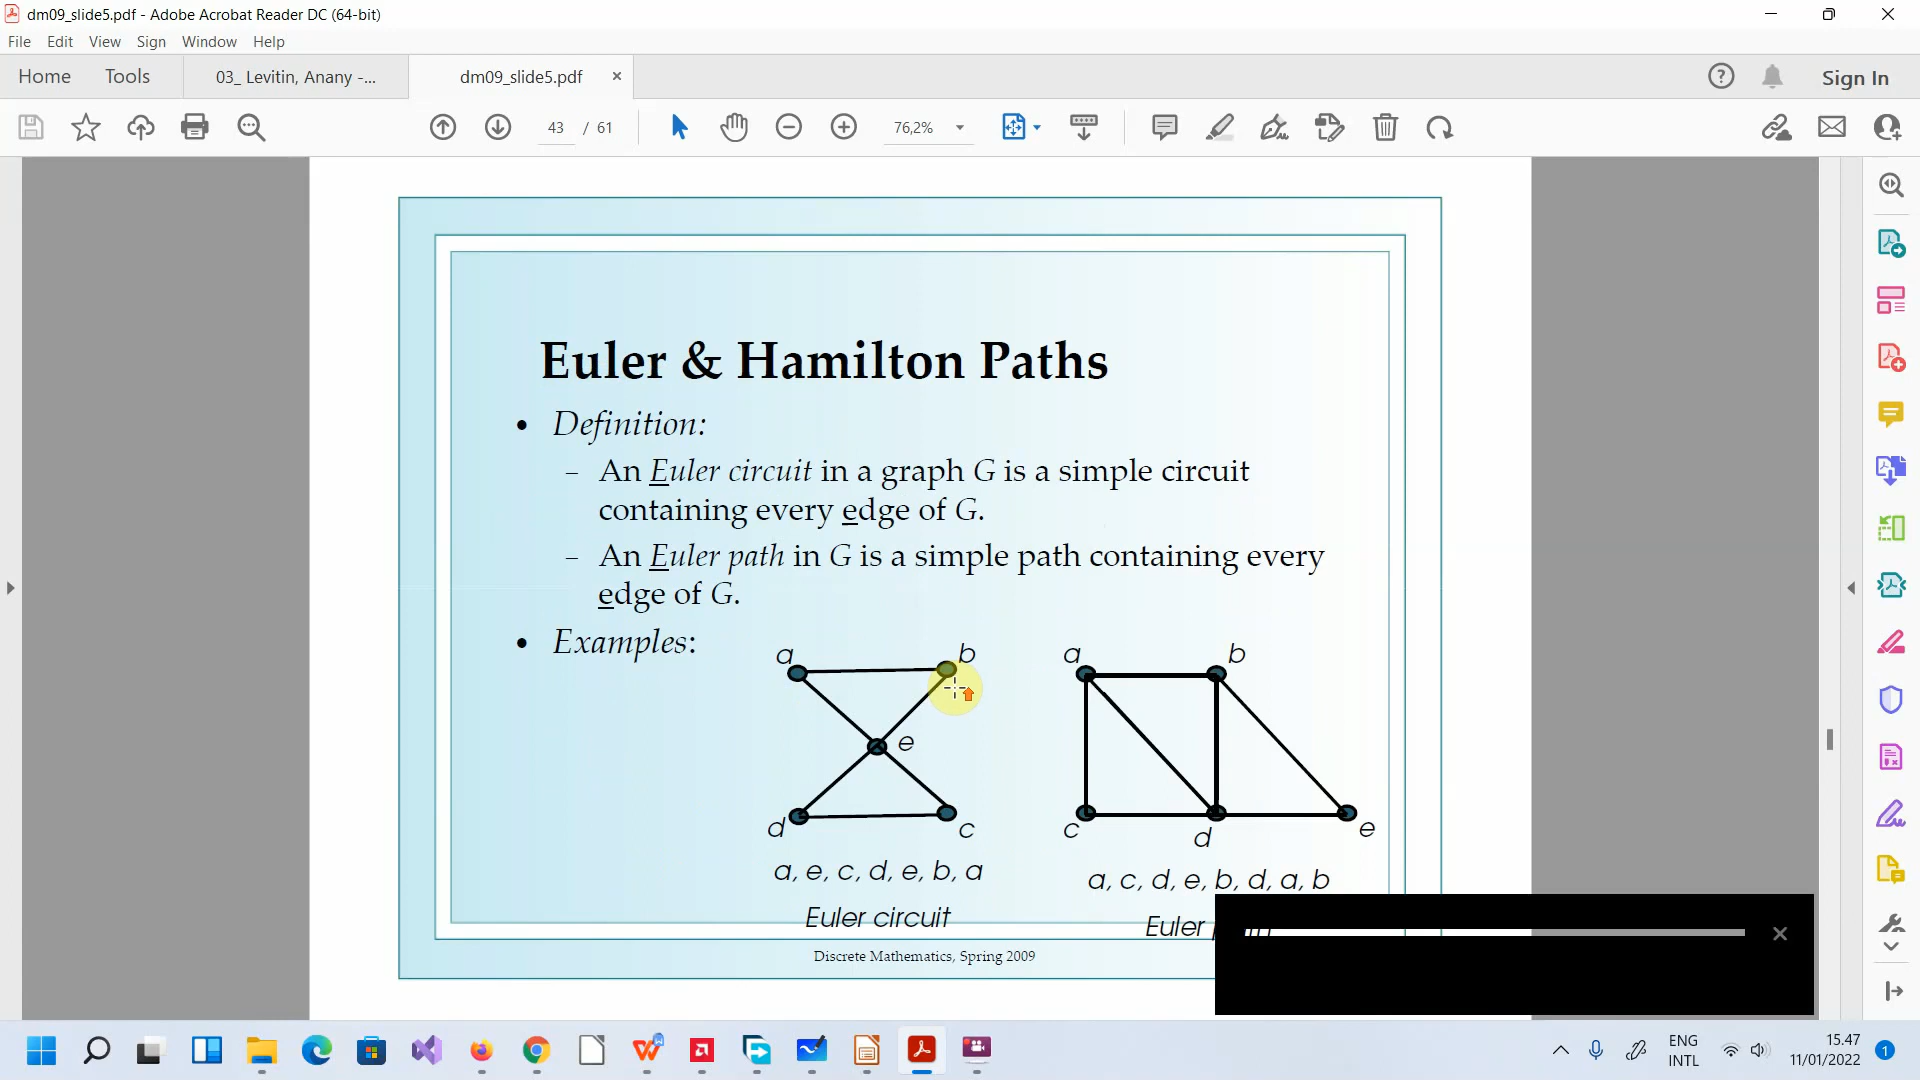 dm09_slide5.pdf - Adobe Acrobat Reader DC (64-bit)
File Edit View Sign Window Help
Home Tools 03_ Levitin, Anany -... dm09_slide5.pdf × Sign In
43 / 61 76,2%
Euler & Hamilton Paths
• Definition:
– An Euler circuit in a graph G is a simple circuit
containing every edge of G.
– An Euler path in G is a simple path containing every
edge of G.
• Examples:
a b a b
e
d c c d e
a, e, c, d, e, b, a a, c, d, e, b, d, a, b
Euler circuit Euler
Discrete Mathematics, Spring 2009
ENG
INTL
15.47
11/01/2022
1